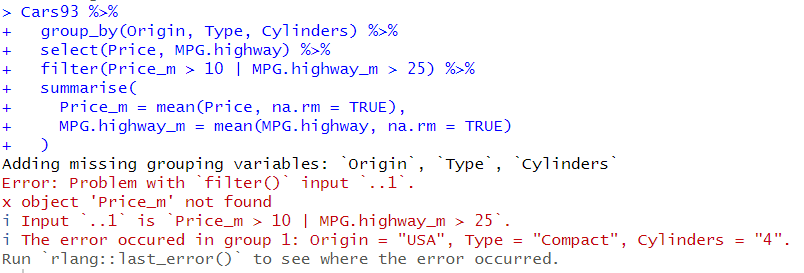 > Cars93 %>%
+   group_by(Origin, Type, Cylinders) %>%
+   select(Price, MPG.highway) %>%
+   filter(Price_m > 10 | MPG.highway_m > 25) %>%
+   summarise(
+     Price_m = mean(Price, na.rm = TRUE),
+     MPG.highway_m = mean(MPG.highway, na.rm = TRUE)
+   )
Adding missing grouping variables: `Origin`, `Type`, `Cylinders`
Error: Problem with `filter()` input `..1`.
x object 'Price_m' not found
i Input `..1` is `Price_m > 10 | MPG.highway_m > 25`.
i The error occured in group 1: Origin = "USA", Type = "Compact", Cylinders = "4".
Run `rlang::last_error()` to see where the error occurred.